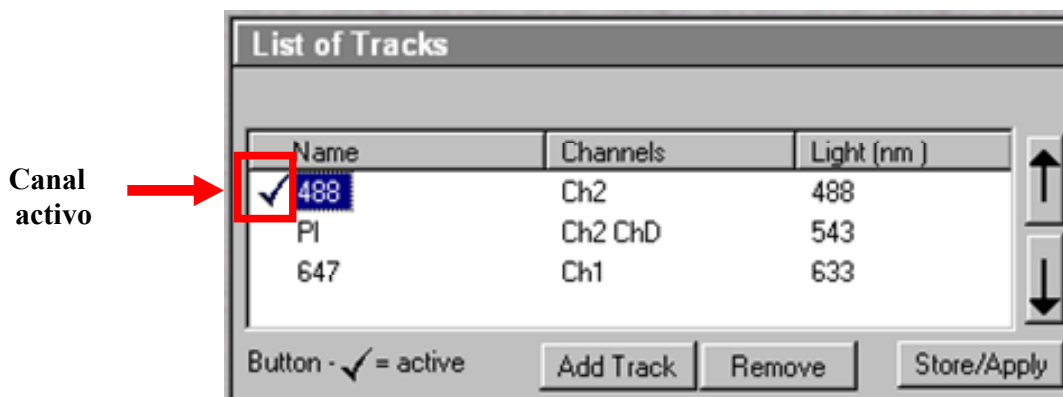 List of Tracks
Name Channels Light (nm )
Canal
activo
488 Ch2 488
PI Ch2 ChD 543
647 Ch1 633
Button - ✓ = active Add Track Remove Store/Apply